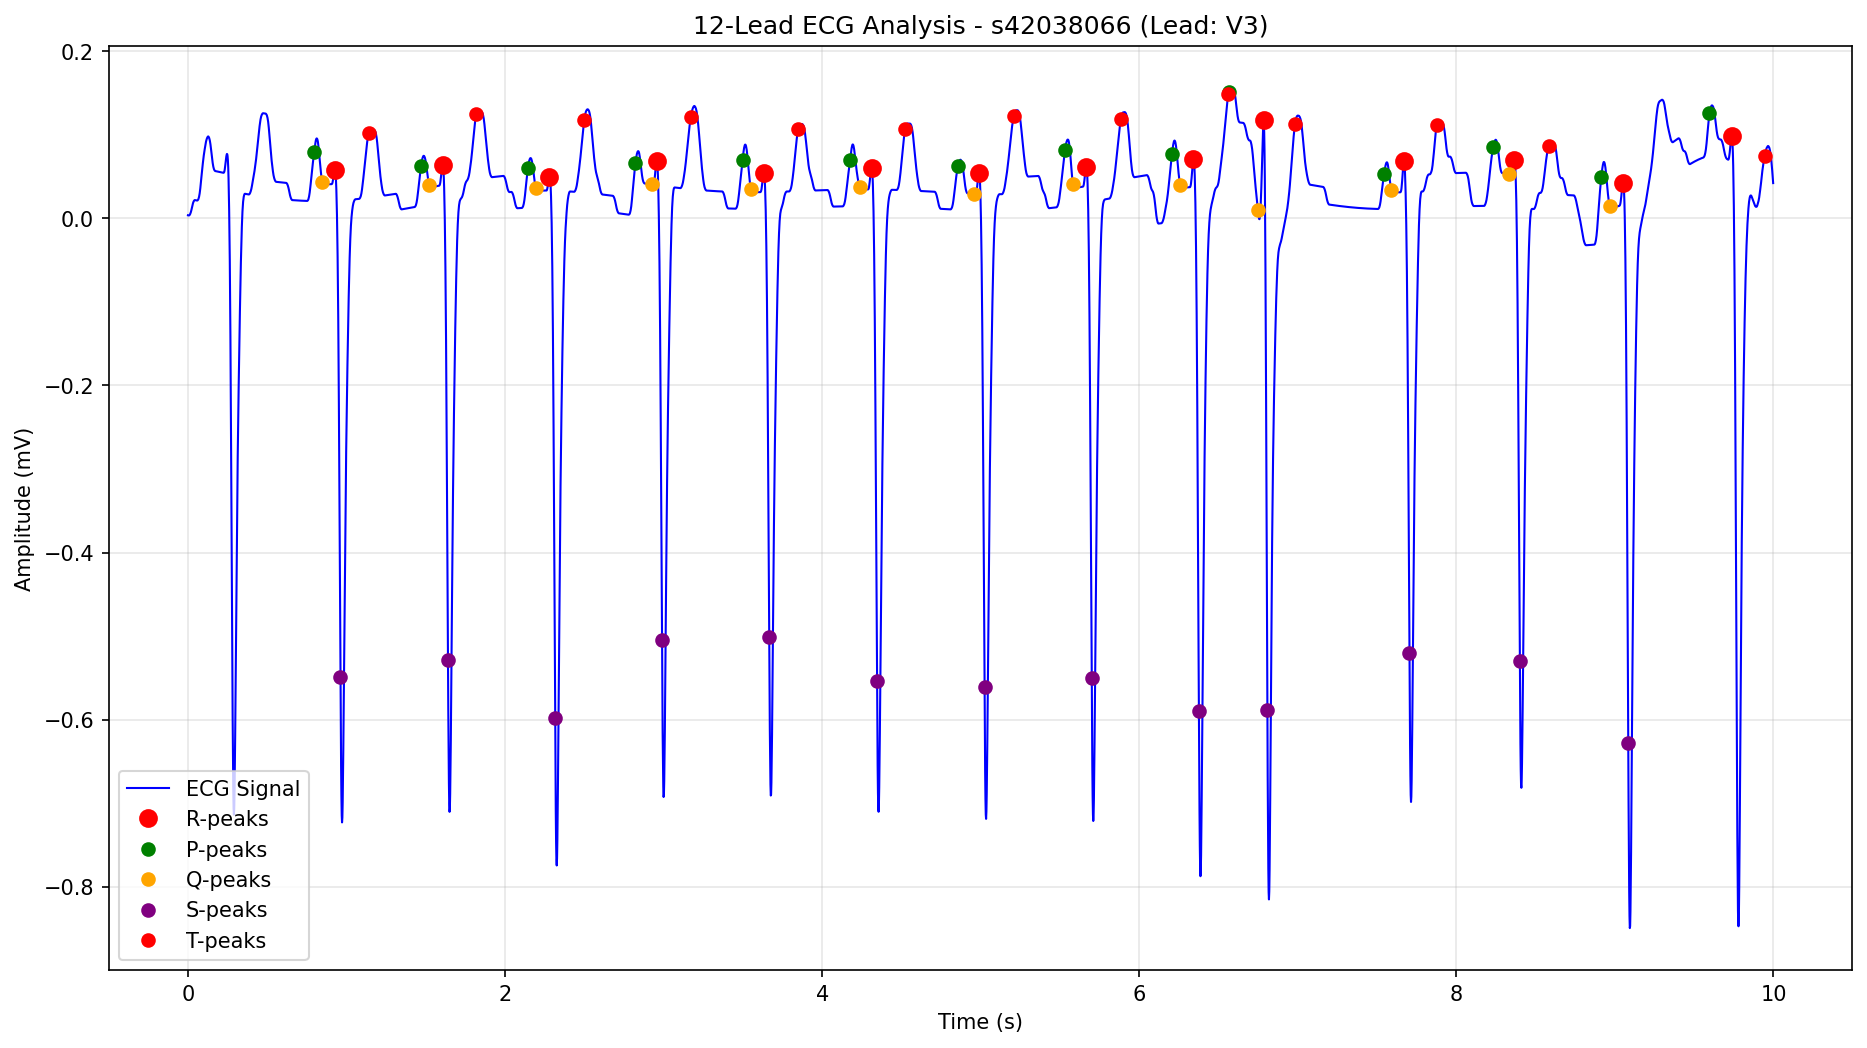 12-Lead ECG Analysis - s42038066 (Lead: V3)
0.2
0.0
−0.2
−0.4
−0.6
−0.8
Amplitude (mV)
ECG Signal
R-peaks
P-peaks
Q-peaks
S-peaks
T-peaks
0 2 4 6 8 10
Time (s)